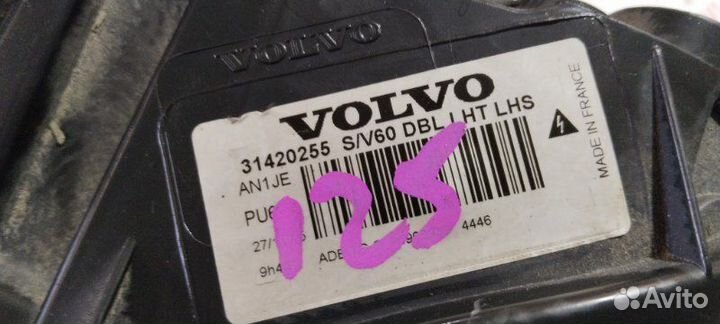 VOLVO
VOLVO
31420255 S/V60 DBL LHT LHS
AN1JE
4446
125
MADE IN FRANCE
Avito